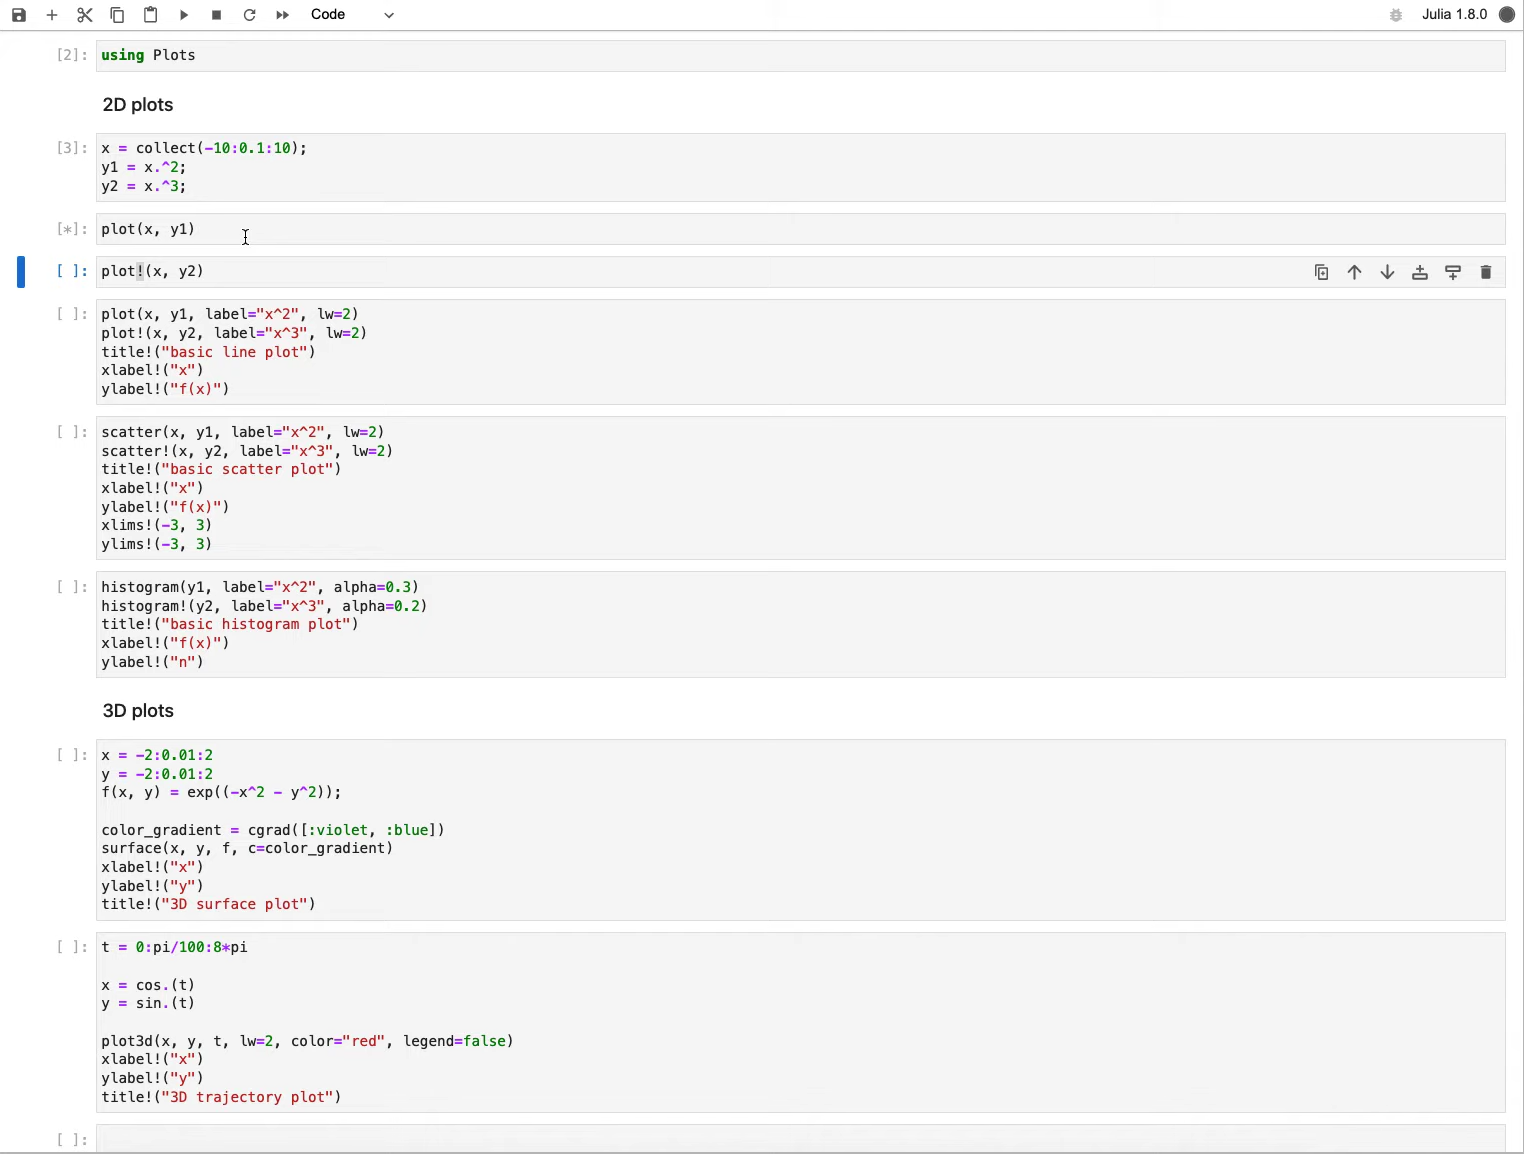 Code
Julia 1.8.0
[2]: using Plots
2D plots
[3]: x = collect(-10:0.1:10);
y1 = x.^2;
y2 = x.^3;
[*]: plot(x, y1)
[ ]: plot!(x, y2)
[ ]: plot(x, y1, label="x^2", lw=2)
plot!(x, y2, label="x^3", lw=2)
title!("basic line plot")
xlabel!("x")
ylabel!("f(x)")
[ ]: scatter(x, y1, label="x^2", lw=2)
scatter!(x, y2, label="x^3", lw=2)
title!("basic scatter plot")
xlabel!("x")
ylabel!("f(x)")
xlims!(-3, 3)
ylims!(-3, 3)
[ ]: histogram(y1, label="x^2", alpha=0.3)
histogram!(y2, label="x^3", alpha=0.2)
title!("basic histogram plot")
xlabel!("f(x)")
ylabel!("n")
3D plots
[ ]: x = -2:0.01:2
y = -2:0.01:2
f(x, y) = exp((-x^2 - y^2));
color_gradient = cgrad([:violet, :blue])
surface(x, y, f, c=color_gradient)
xlabel!("x")
ylabel!("y")
title!("3D surface plot")
[ ]: t = 0:pi/100:8*pi
x = cos.(t)
y = sin.(t)
plot3d(x, y, t, lw=2, color="red", legend=false)
xlabel!("x")
ylabel!("y")
title!("3D trajectory plot")
[ ]: